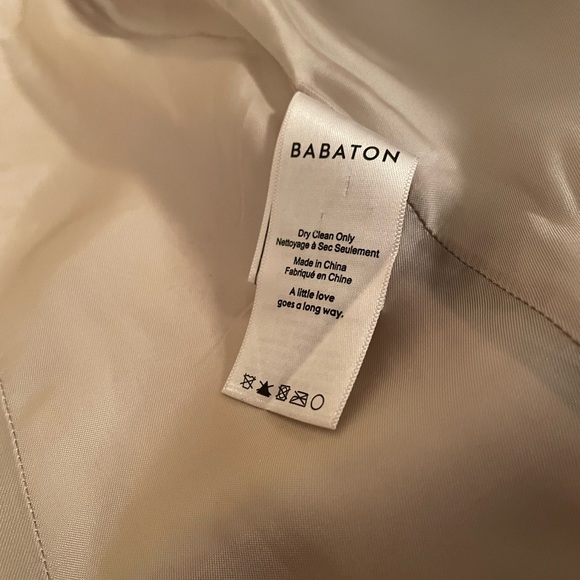 BABATON
Dry Clean Only
Nettoyage à Sec Seulement
Made in China
Fabriqué en Chine
A little love
goes a long way.